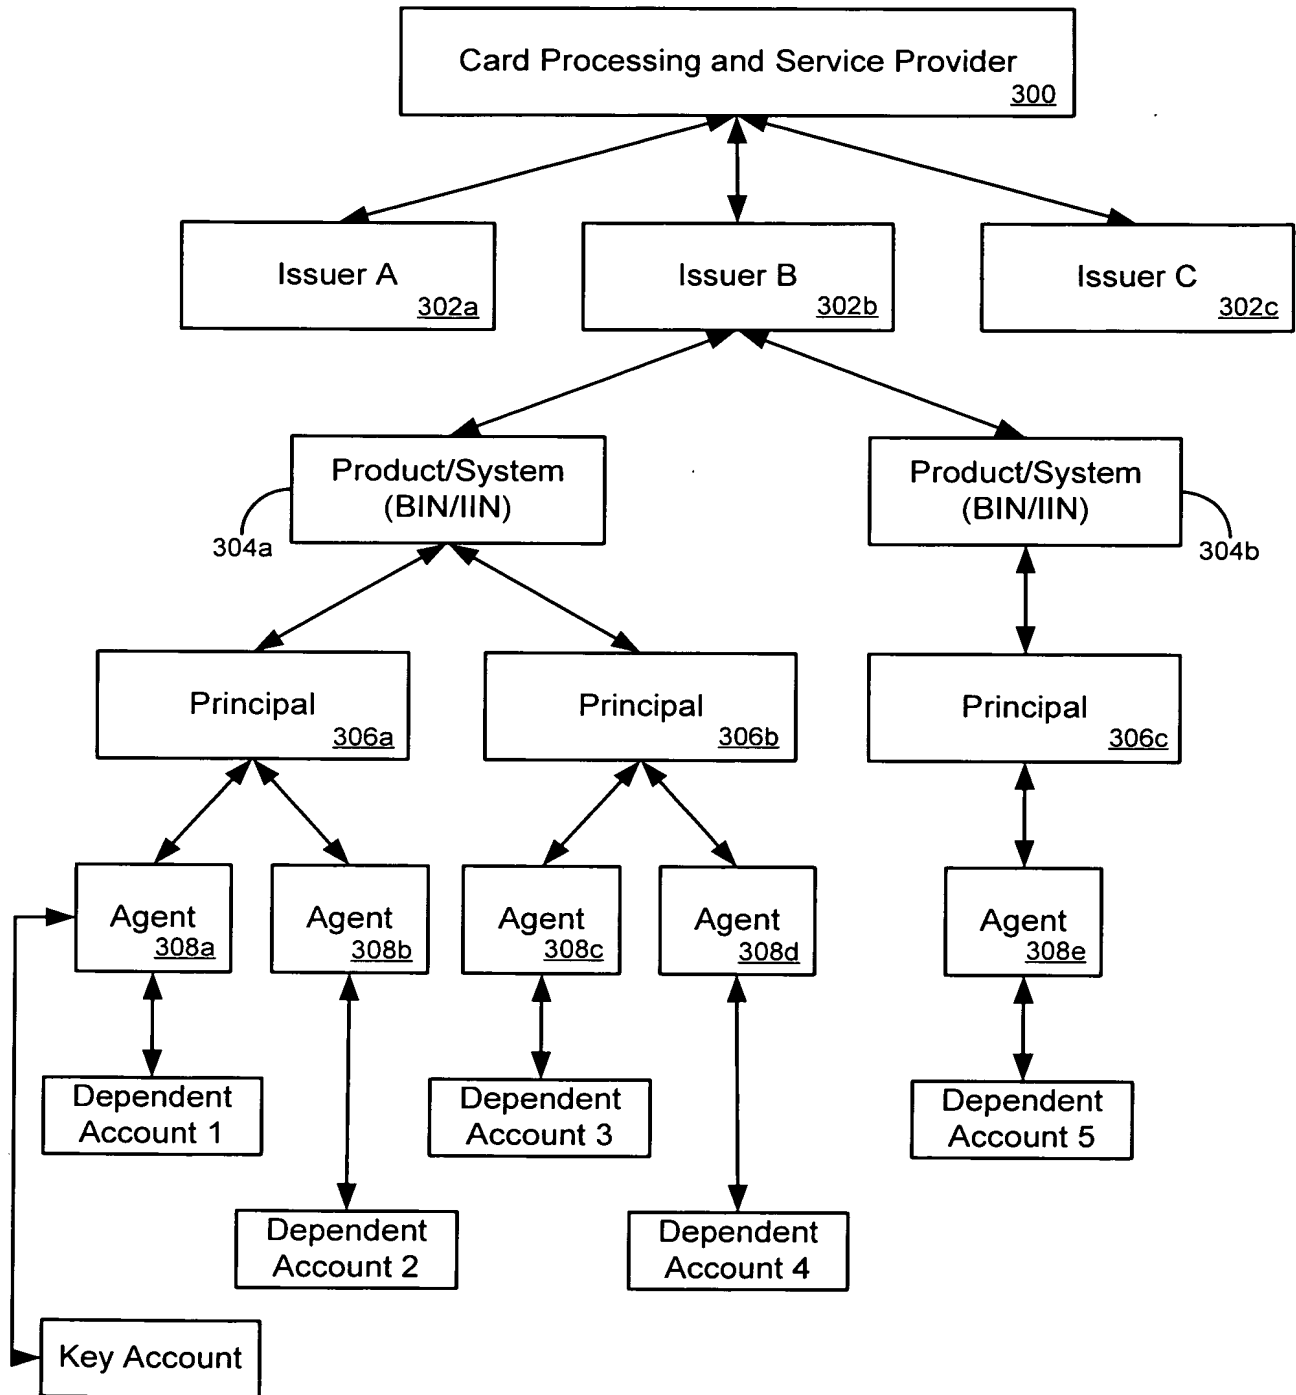 Card Processing and Service Provider
300
Issuer A
302a
Issuer B
302b
Issuer C
302c
Product/System
(BIN/IIN)
304a
Product/System
(BIN/IIN)
304b
Principal
306a
Principal
306b
Principal
306c
Agent
308a
Agent
308b
Agent
308c
Agent
308d
Agent
308e
Dependent
Account 1
Dependent
Account 3
Dependent
Account 5
Dependent
Account 2
Dependent
Account 4
Key Account